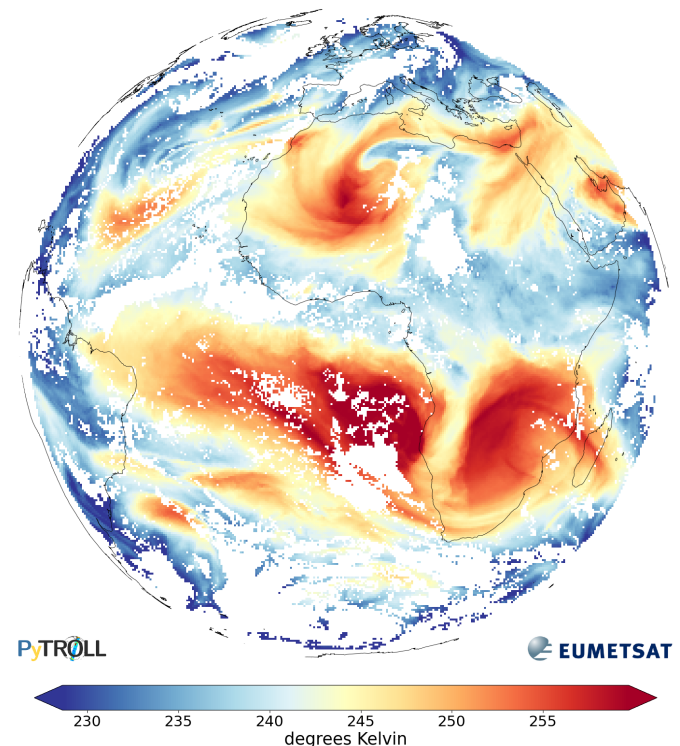 PyTROLL
EUMETSAT
230 235 240 245 250 255
degrees Kelvin